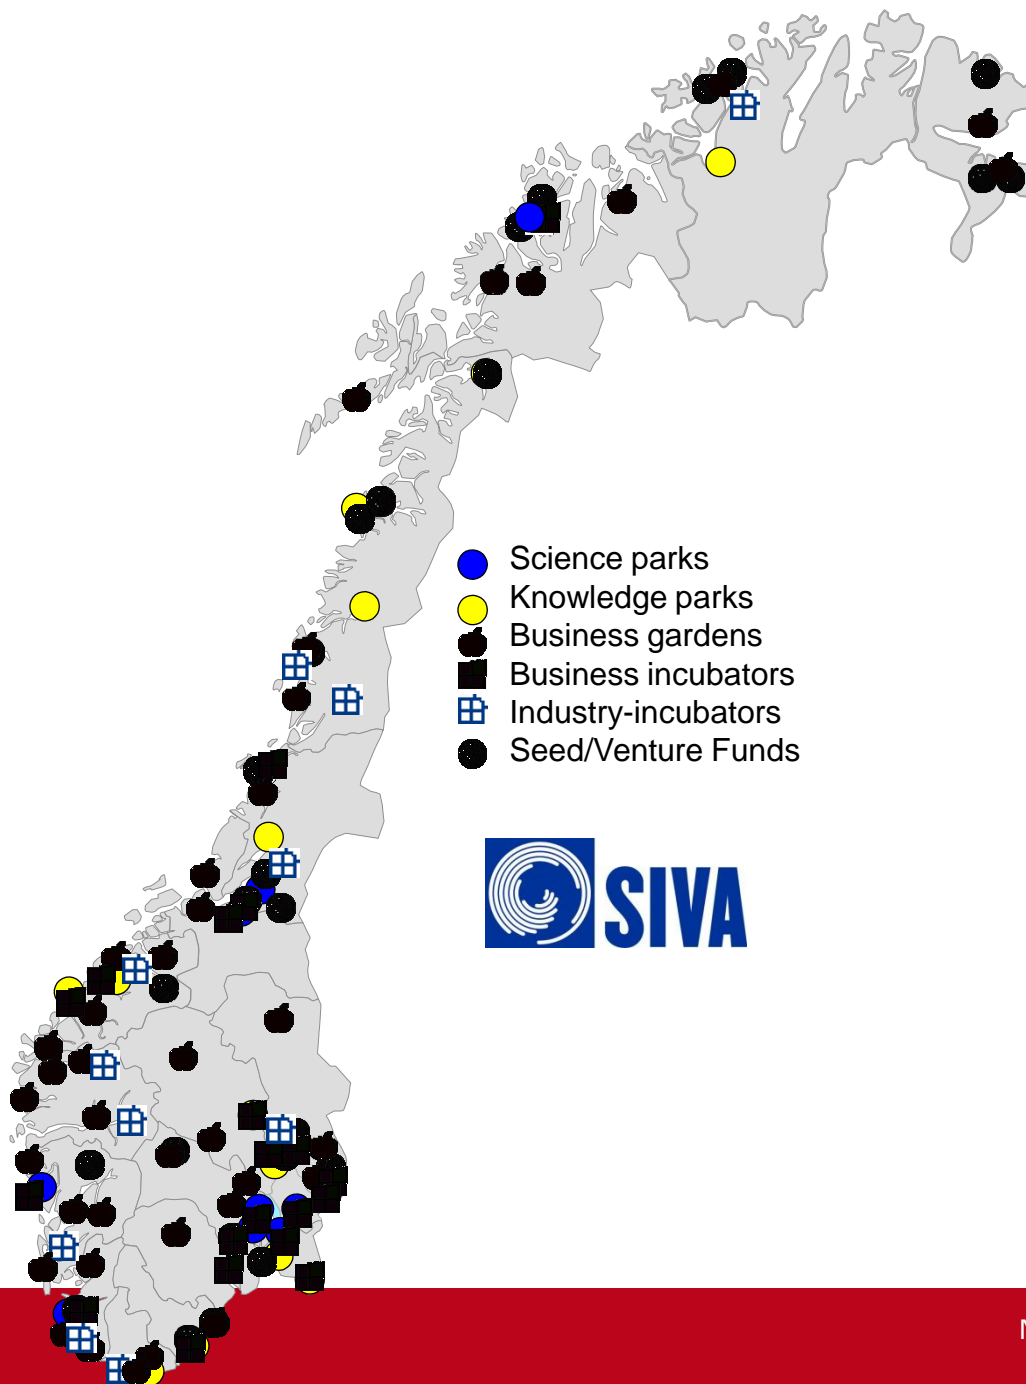 Science parks
Knowledge parks
Business gardens
Business incubators
Industry-incubators
Seed/Venture Funds
SIVA
N